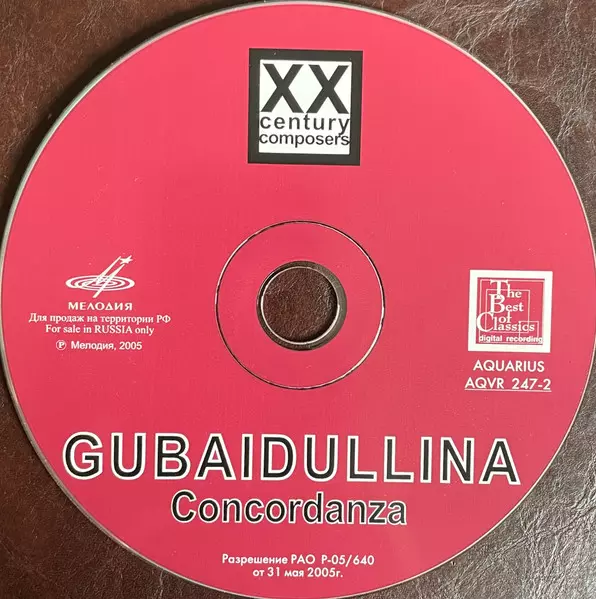 XX
century
composers
МЕЛОДИЯ
Для продаж на территории РФ
For sale in RUSSIA only
℗ Мелодия, 2005
The
Best
of
Classics
digital recording
AQUARIUS
AQVR 247-2
GUBAIDULLINA
Concordanza
Разрешение РАО Р-05/640
от 31 мая 2005г.